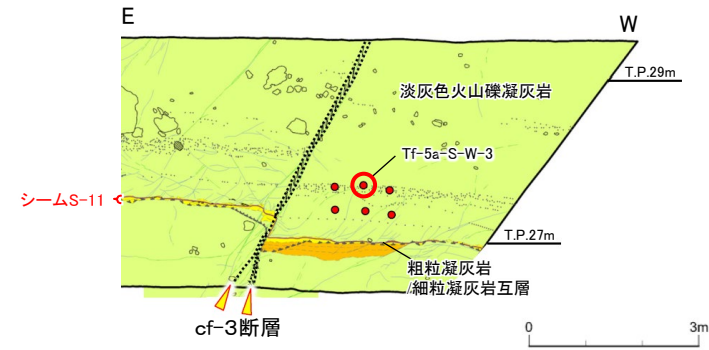 E
W
T.P.29m
淡灰色火山礫凝灰岩
Tf-5a-S-W-3
シームS-11
T.P.27m
粗粒凝灰岩
/細粒凝灰岩互層
cf-3断層
0
3m